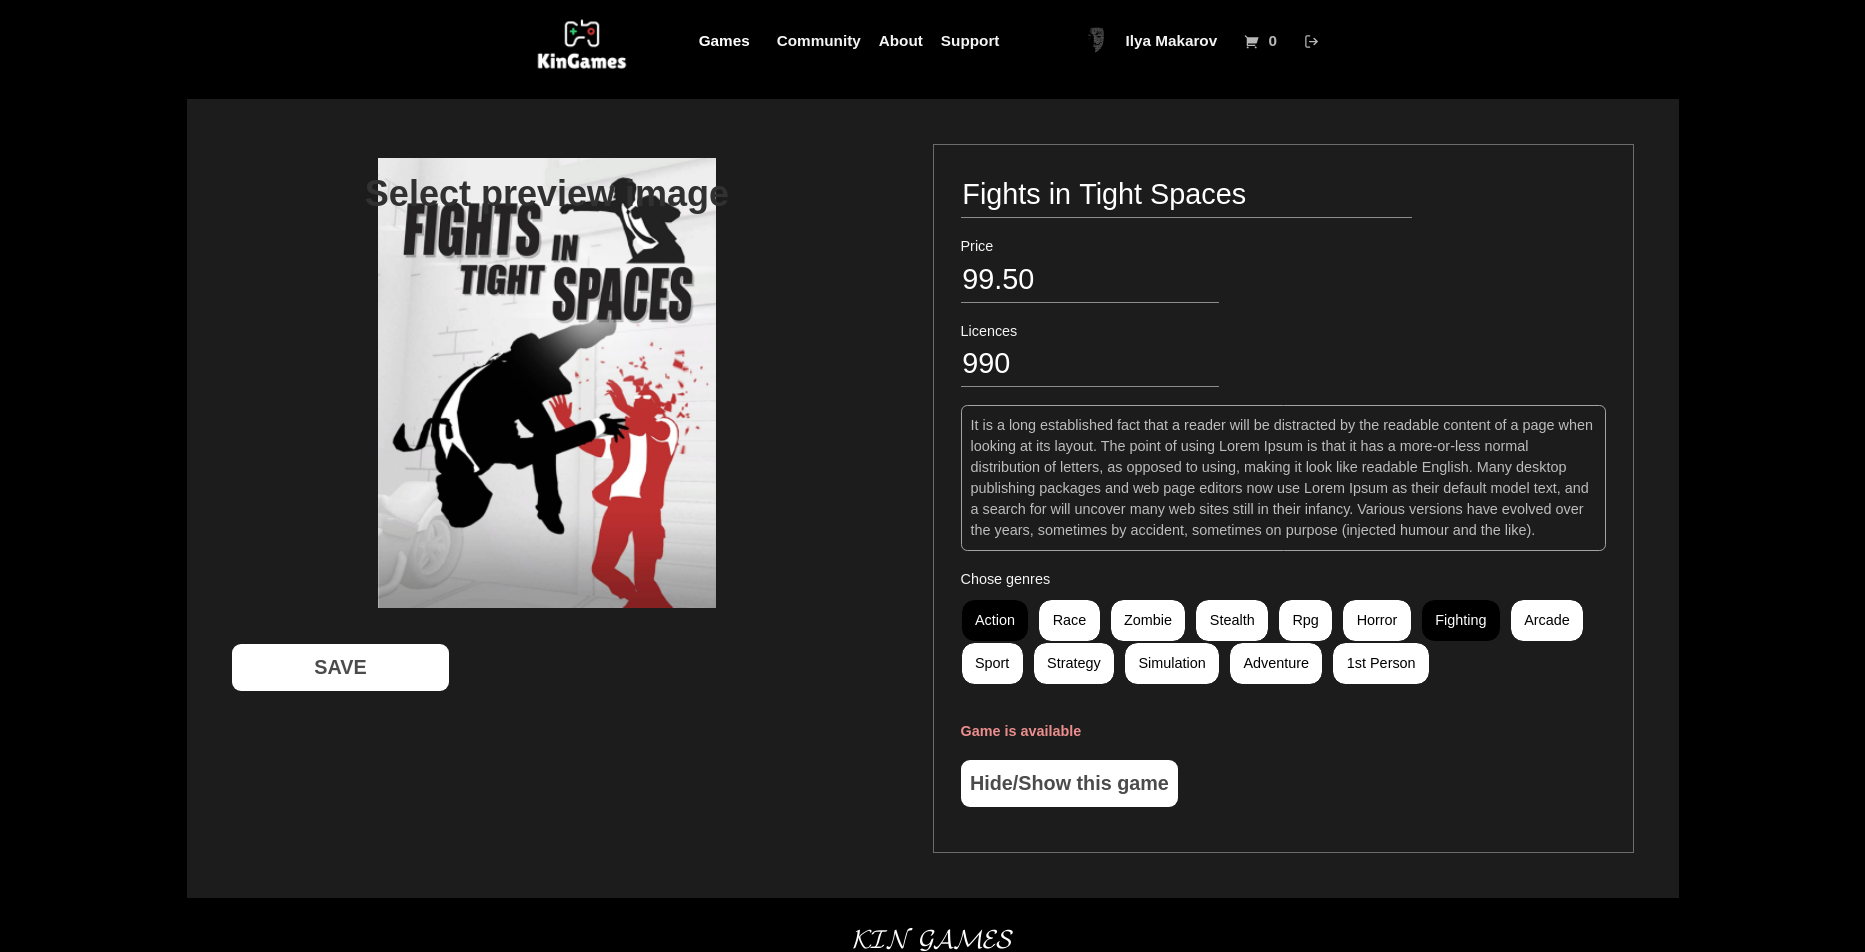 KinGames
Games Community About Support Ilya Makarov 0
Select preview image
FIGHTS IN
TIGHT SPACES
SAVE
Fights in Tight Spaces
Price
99.50
Licences
990
It is a long established fact that a reader will be distracted by the readable content of a page when
looking at its layout. The point of using Lorem Ipsum is that it has a more-or-less normal
distribution of letters, as opposed to using, making it look like readable English. Many desktop
publishing packages and web page editors now use Lorem Ipsum as their default model text, and
a search for will uncover many web sites still in their infancy. Various versions have evolved over
the years, sometimes by accident, sometimes on purpose (injected humour and the like).
Chose genres
Action Race Zombie Stealth Rpg Horror Fighting Arcade
Sport Strategy Simulation Adventure 1st Person
Game is available
Hide/Show this game
KIN GAMES